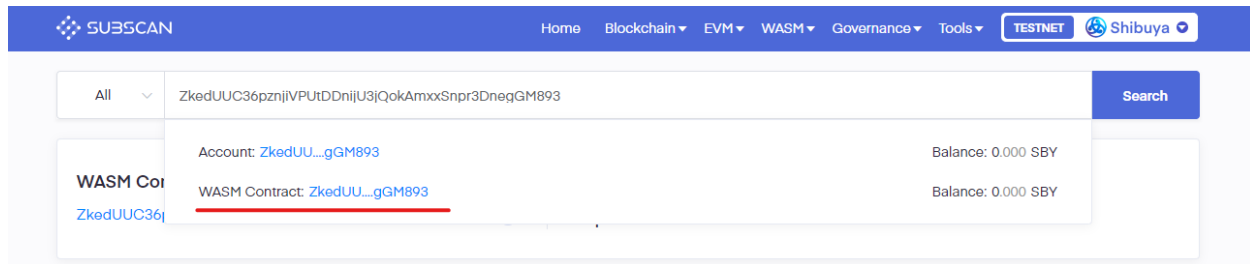 SUBSCAN Home Blockchain EVM WASM Governance Tools TESTNET Shibuya
All ZkedUUC36pznjiVPUtDDnijU3jQokAmxxSnpr3DnegGM893 Search
Account: ZkedUU....gGM893 Balance: 0.000 SBY
WASM Cor
WASM Contract: ZkedUU....gGM893 Balance: 0.000 SBY
ZkedUUC36